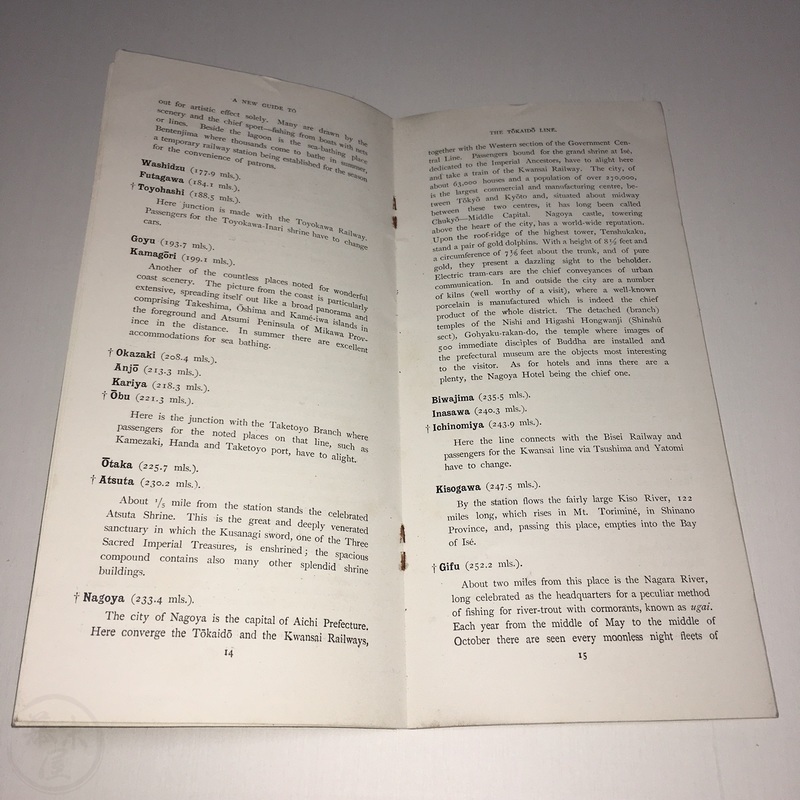 A NEW GUIDE TO
out for artistic effect solely. Many are drawn by the
scenery and the chief sport—fishing from boats with nets
or lines. Beside the lagoon is the sea-bathing place
Bentenjima where thousands come to bathe in summer,
a temporary railway station being established for the season
for the convenience of patrons.
Washidzu (177.9 mls.).
Futagawa (184.1 mls.).
† Toyohashi (188.5 mls.).
Here junction is made with the Toyokawa Railway.
Passengers for the Toyokawa-Inari shrine have to change
cars.
Goyu (193.7 mls.).
Kamagōri (199.1 mls.).
Another of the countless places noted for wonderful
coast scenery. The picture from the coast is particularly
extensive, spreading itself out like a broad panorama and
comprising Takeshima, Ōshima and Kamé-iwa islands in
the foreground and Atsumi Peninsula of Mikawa Prov-
ince in the distance. In summer there are excellent
accommodations for sea bathing.
† Okazaki (208.4 mls.).
Anjō (213.3 mls.).
Kariya (218.3 mls.).
† Ōbu (221.3 mls.).
Here is the junction with the Taketoyo Branch where
passengers for the noted places on that line, such as
Kamezaki, Handa and Taketoyo port, have to alight.
Ōtaka (225.7 mls.).
† Atsuta (230.2 mls.).
About 1/5 mile from the station stands the celebrated
Atsuta Shrine. This is the great and deeply venerated
sanctuary in which the Kusanagi sword, one of the Three
Sacred Imperial Treasures, is enshrined; the spacious
compound contains also many other splendid shrine
buildings.
† Nagoya (233.4 mls.).
The city of Nagoya is the capital of Aichi Prefecture.
Here converge the Tōkaidō and the Kwansai Railways,
14
THE TŌKAIDŌ LINE.
together with the Western section of the Government Cen-
tral Line. Passengers bound for the grand shrine at Isé,
dedicated to the Imperial Ancestors, have to alight here
and take a train of the Kwansai Railway. The city, of
about 63,000 houses and a population of over 270,000,
is the largest commercial and manufacturing centre, be-
tween Tōkyō and Kyōto and, situated about midway
between these two centres, it has long been called
Chukyō—Middle Capital. Nagoya castle, towering
above the heart of the city, has a world-wide reputation.
Upon the roof-ridge of the highest tower, Tenshukaku,
stand a pair of gold dolphins. With a height of 8½ feet and
a circumference of 7⅞ feet about the trunk, and of pure
gold, they present a dazzling sight to the beholder.
Electric tram-cars are the chief conveyances of urban
communication. In and outside the city are a number
of kilns (well worthy of a visit), where a well-known
porcelain is manufactured which is indeed the chief
product of the whole district. The detached (branch)
temples of the Nishi and Higashi Hongwanji (Shinshū
sect), Gohyaku-rakan-do, the temple where images of
500 immediate disciples of Buddha are installed and
the prefectural museum are the objects most interesting
to the visitor. As for hotels and inns there are a
plenty, the Nagoya Hotel being the chief one.
Biwajima (235.5 mls.).
Inasawa (240.3 mls.).
† Ichinomiya (243.9 mls.).
Here the line connects with the Bisei Railway and
passengers for the Kwansai line via Tsushima and Yatomi
have to change.
Kisogawa (247.5 mls.).
By the station flows the fairly large Kiso River, 122
miles long, which rises in Mt. Toriminé, in Shinano
Province, and, passing this place, empties into the Bay
of Isé.
† Gifu (252.2 mls.).
About two miles from this place is the Nagara River,
long celebrated as the headquarters for a peculiar method
of fishing for river-trout with cormorants, known as ugai.
Each year from the middle of May to the middle of
October there are seen every moonless night fleets of
15